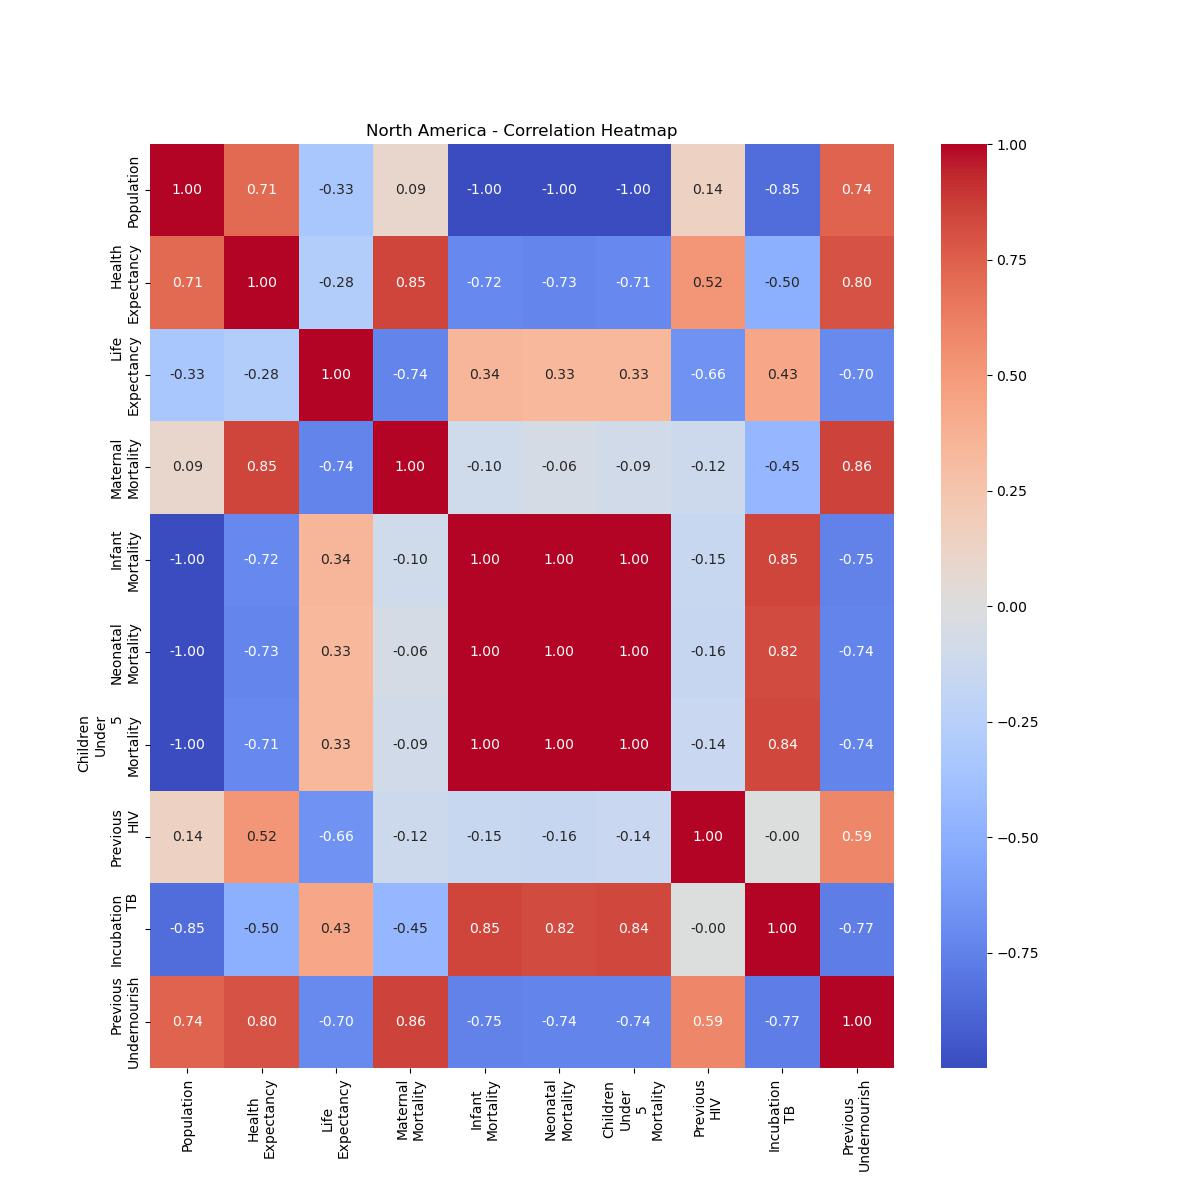 North America - Correlation Heatmap
Population
1.00 0.71 -0.33 0.09 -1.00 -1.00 -1.00 0.14 -0.85 0.74
Health
Expectancy
0.71 1.00 -0.28 0.85 -0.72 -0.73 -0.71 0.52 -0.50 0.80
Life
Expectancy
-0.33 -0.28 1.00 -0.74 0.34 0.33 0.33 -0.66 0.43 -0.70
Maternal
Mortality
0.09 0.85 -0.74 1.00 -0.10 -0.06 -0.09 -0.12 -0.45 0.86
Infant
Mortality
-1.00 -0.72 0.34 -0.10 1.00 1.00 1.00 -0.15 0.85 -0.75
Neonatal
Mortality
-1.00 -0.73 0.33 -0.06 1.00 1.00 1.00 -0.16 0.82 -0.74
Children
Under
5
Mortality
-1.00 -0.71 0.33 -0.09 1.00 1.00 1.00 -0.14 0.84 -0.74
Previous
HIV
0.14 0.52 -0.66 -0.12 -0.15 -0.16 -0.14 1.00 -0.00 0.59
Incubation
TB
-0.85 -0.50 0.43 -0.45 0.85 0.82 0.84 -0.00 1.00 -0.77
Previous
Undernourish
0.74 0.80 -0.70 0.86 -0.75 -0.74 -0.74 0.59 -0.77 1.00
Population
Health
Expectancy
Life
Expectancy
Maternal
Mortality
Infant
Mortality
Neonatal
Mortality
Children
Under
5
Mortality
Previous
HIV
Incubation
TB
Previous
Undernourish
1.00
0.75
0.50
0.25
0.00
−0.25
−0.50
−0.75